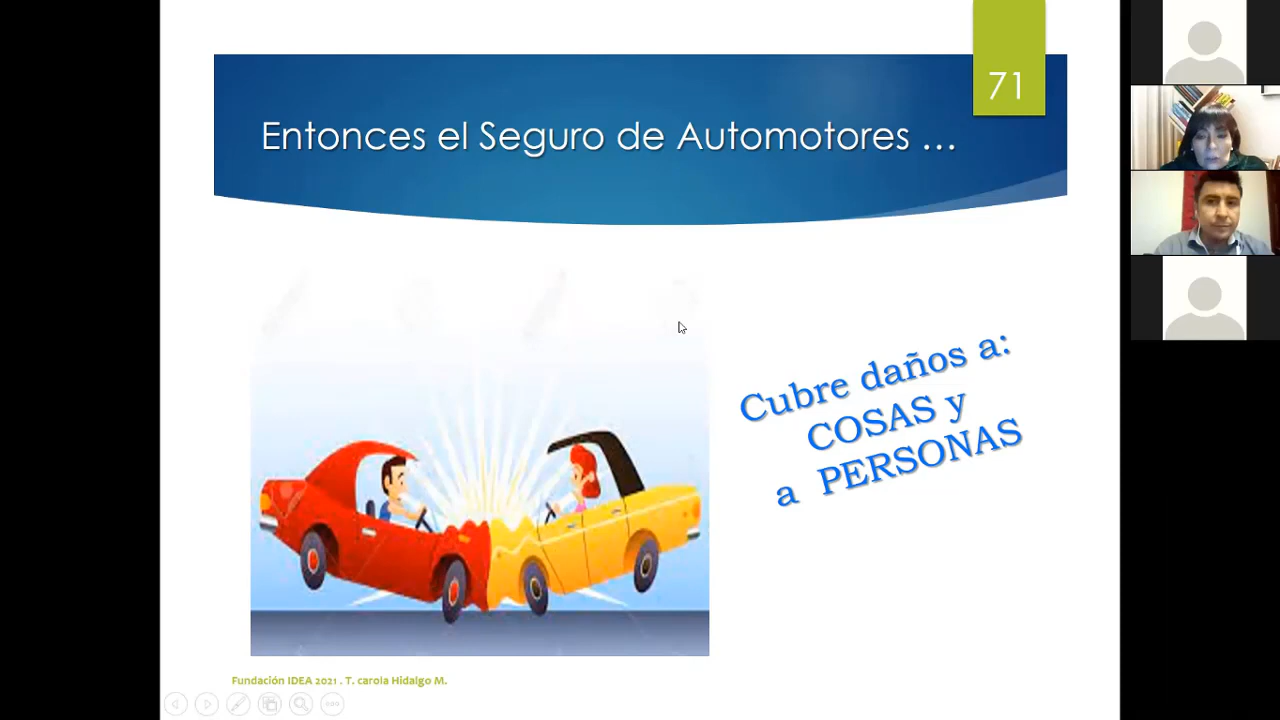 71
Entonces el Seguro de Automotores ...
Cubre daños a:
COSAS y
a PERSONAS
Fundación IDEA 2021 . T. carola Hidalgo M.